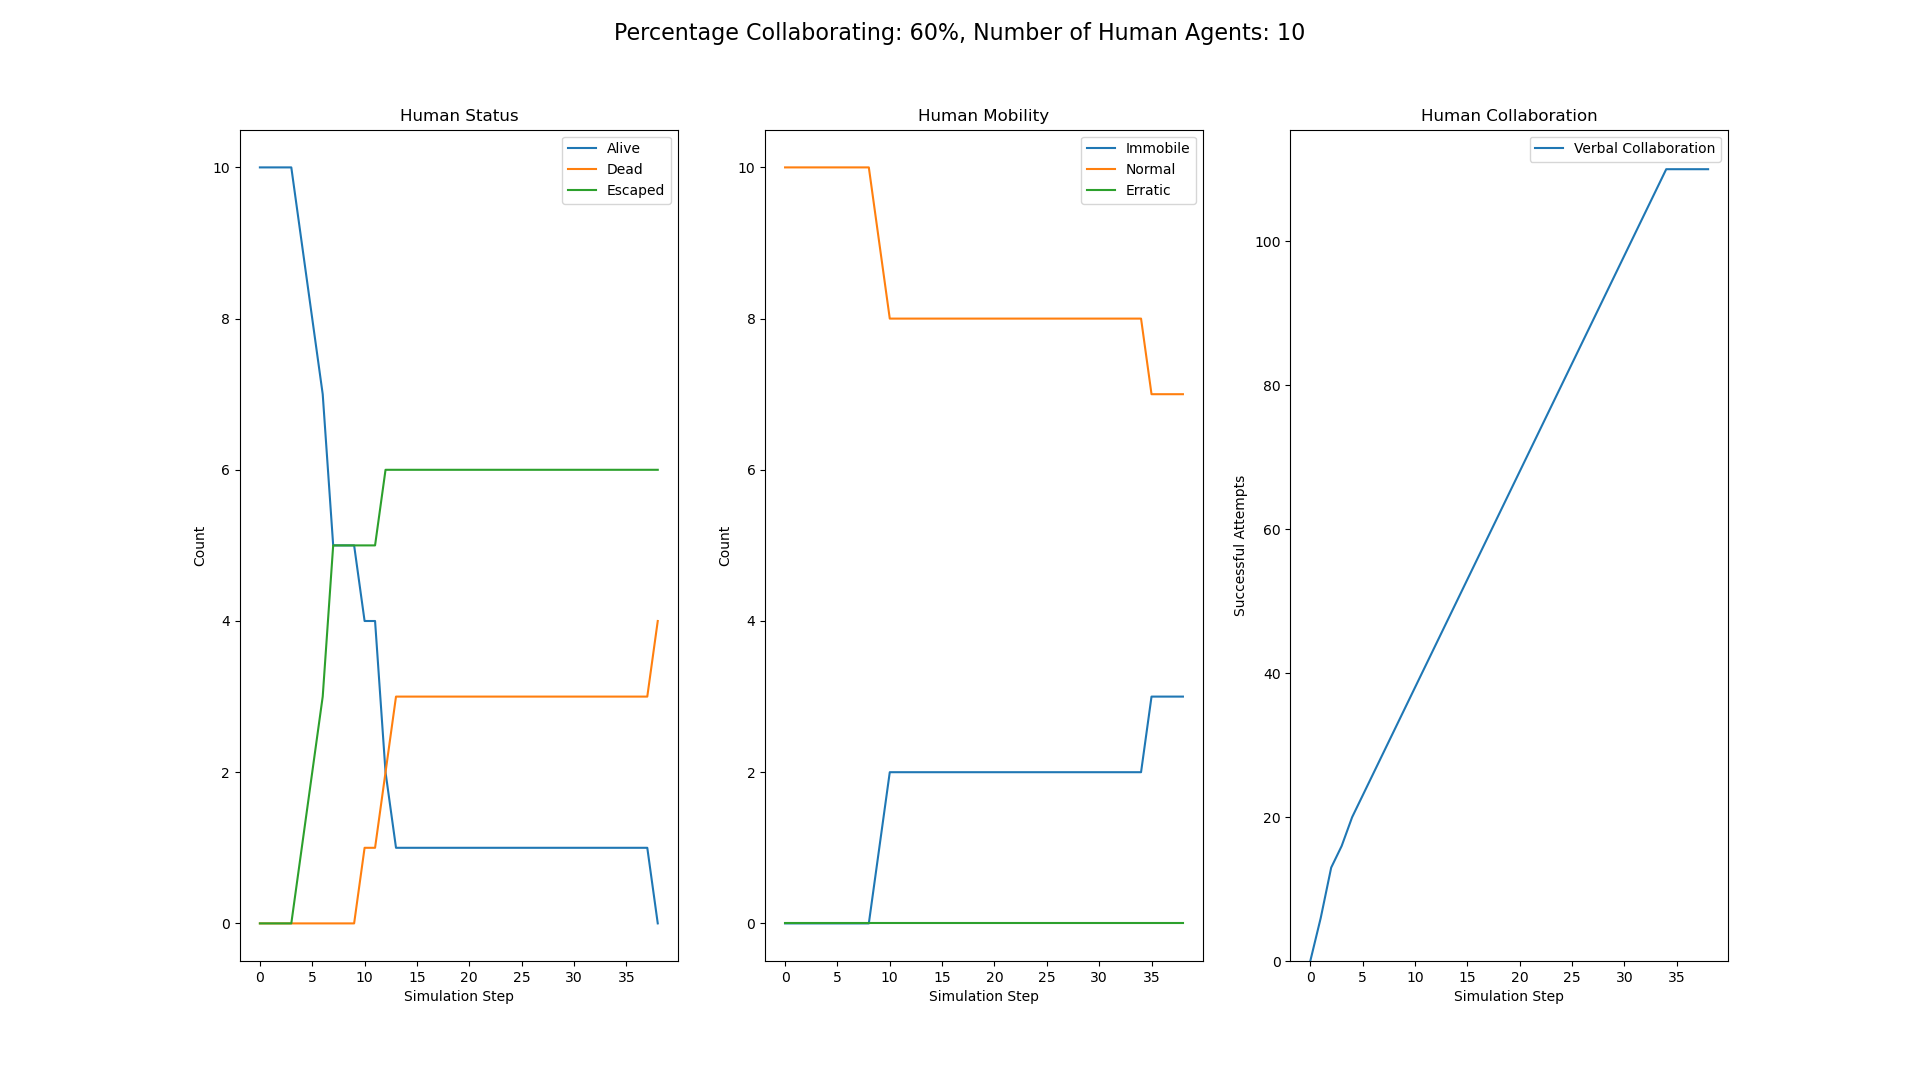 Percentage Collaborating: 60%, Number of Human Agents: 10
Human Status
Alive
Dead
Escaped
10
8
6
4
2
0
Count
0 5 10 15 20 25 30 35
Simulation Step
Human Mobility
Immobile
Normal
Erratic
10
8
6
4
2
0
Count
0 5 10 15 20 25 30 35
Simulation Step
Human Collaboration
Verbal Collaboration
100
80
60
40
20
0
Successful Attempts
0 5 10 15 20 25 30 35
Simulation Step